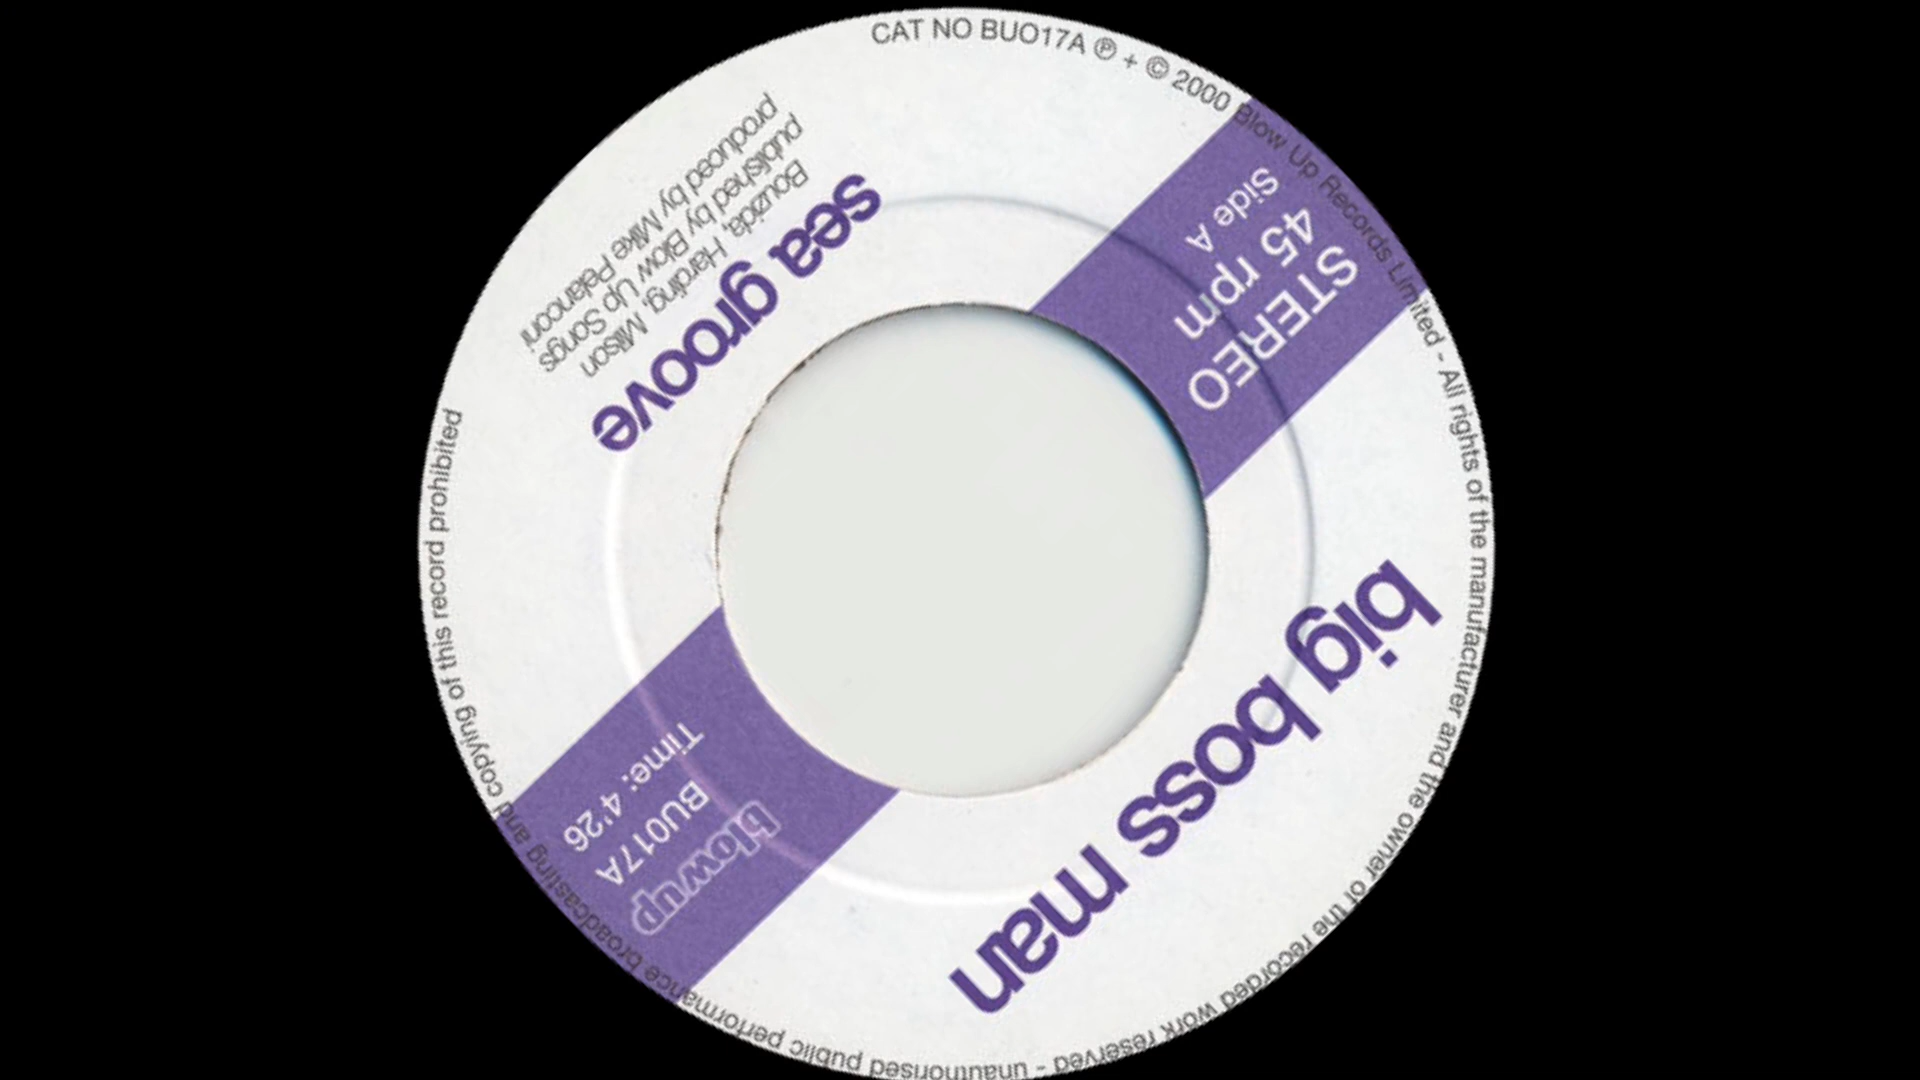 big boss man
STEREO
45 rpm
Side A
blow up
BU017A
Time: 4'26
sea groove
Bouzida, Harding, Milson
published by Blow Up Songs
produced by Mike Pelanconi
CAT NO BUO17A ℗ + © 2000 Blow Up Records Limited - All rights of the manufacturer and the owner of the recorded work reserved - unauthorised public performance broadcasting and copying of this record prohibited